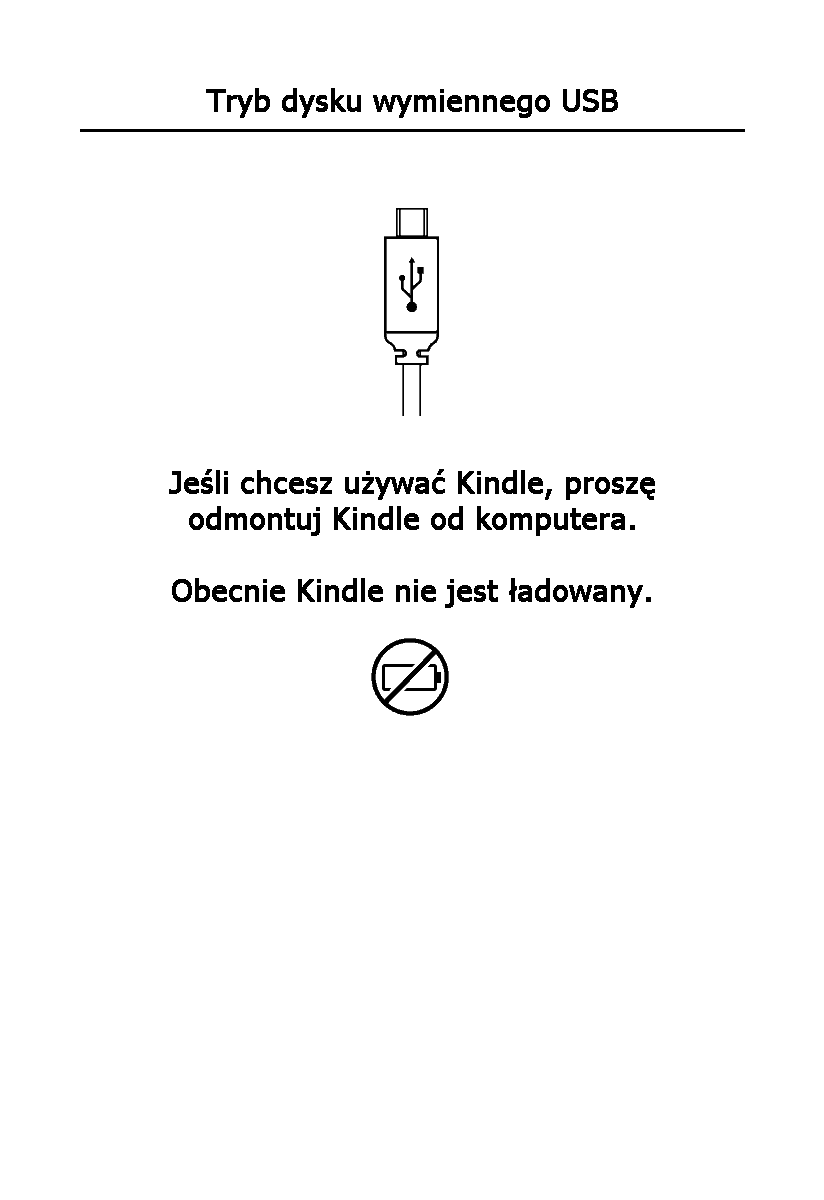 Tryb dysku wymiennego USB
Jeśli chcesz używać Kindle, proszę
odmontuj Kindle od komputera.
Obecnie Kindle nie jest ładowany.